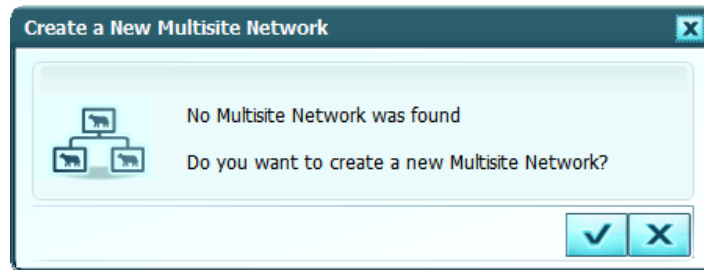 Create a New Multisite Network
No Multisite Network was found
Do you want to create a new Multisite Network?